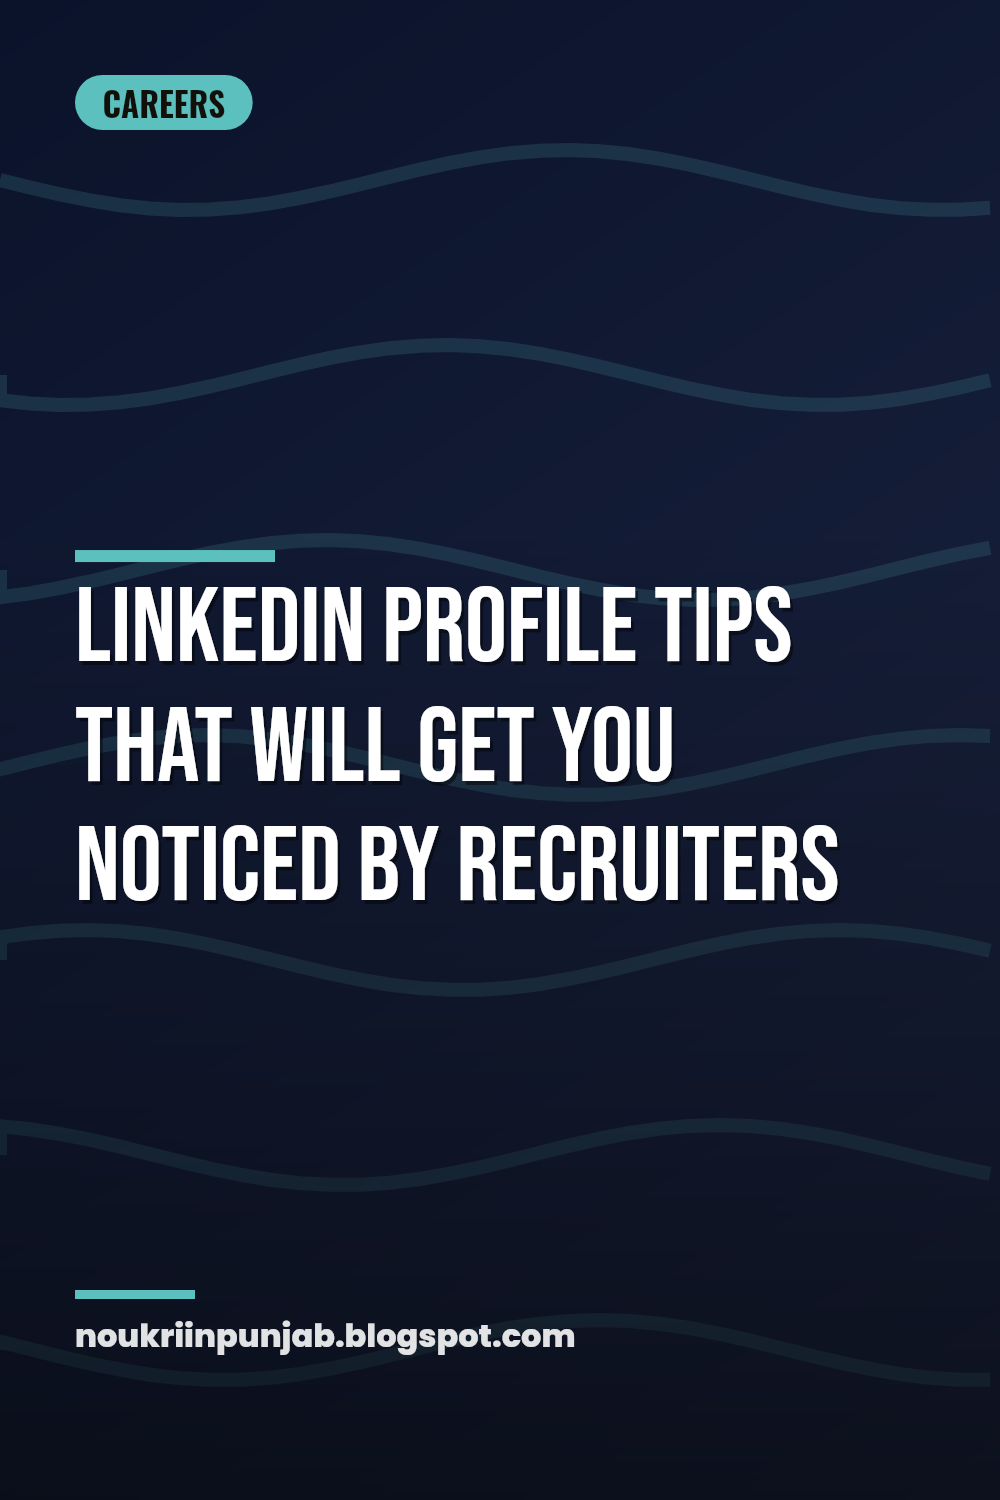 CAREERS
LINKEDIN PROFILE TIPS
THAT WILL GET YOU
NOTICED BY RECRUITERS
noukriinpunjab.blogspot.com